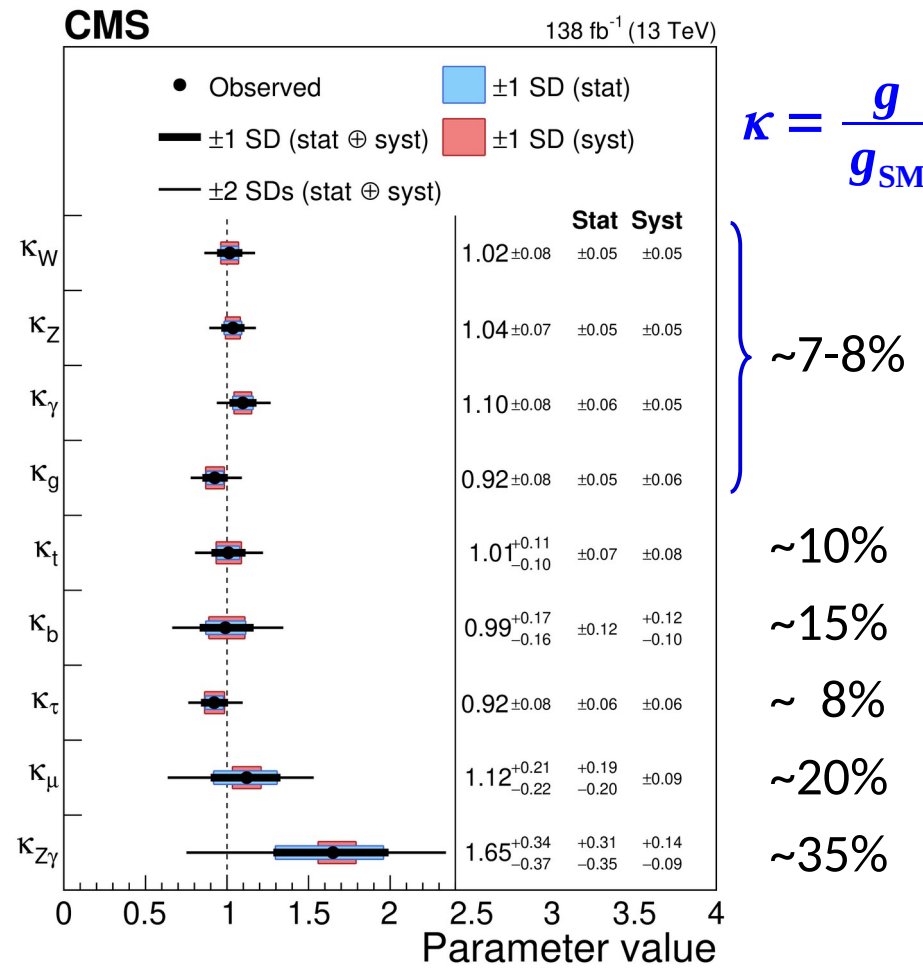 CMS
138 fb⁻¹ (13 TeV)
Observed
±1 SD (stat)
±1 SD (stat ⊕ syst)
±1 SD (syst)
±2 SDs (stat ⊕ syst)
κ = g / g_SM
Stat Syst
κ_W 1.02 ±0.08 ±0.05 ±0.05
κ_Z 1.04 ±0.07 ±0.05 ±0.05
~7-8%
κ_γ 1.10 ±0.08 ±0.06 ±0.05
κ_g 0.92 ±0.08 ±0.05 ±0.06
κ_t 1.01 +0.11 −0.10 ±0.07 ±0.08 ~10%
κ_b 0.99 +0.17 −0.16 ±0.12 +0.12 −0.10 ~15%
κ_τ 0.92 ±0.08 ±0.06 ±0.06 ~ 8%
κ_μ 1.12 +0.21 −0.22 +0.19 −0.20 ±0.09 ~20%
κ_Zγ 1.65 +0.34 −0.37 +0.31 −0.35 +0.14 −0.09 ~35%
0 0.5 1 1.5 2 2.5 3 3.5 4
Parameter value